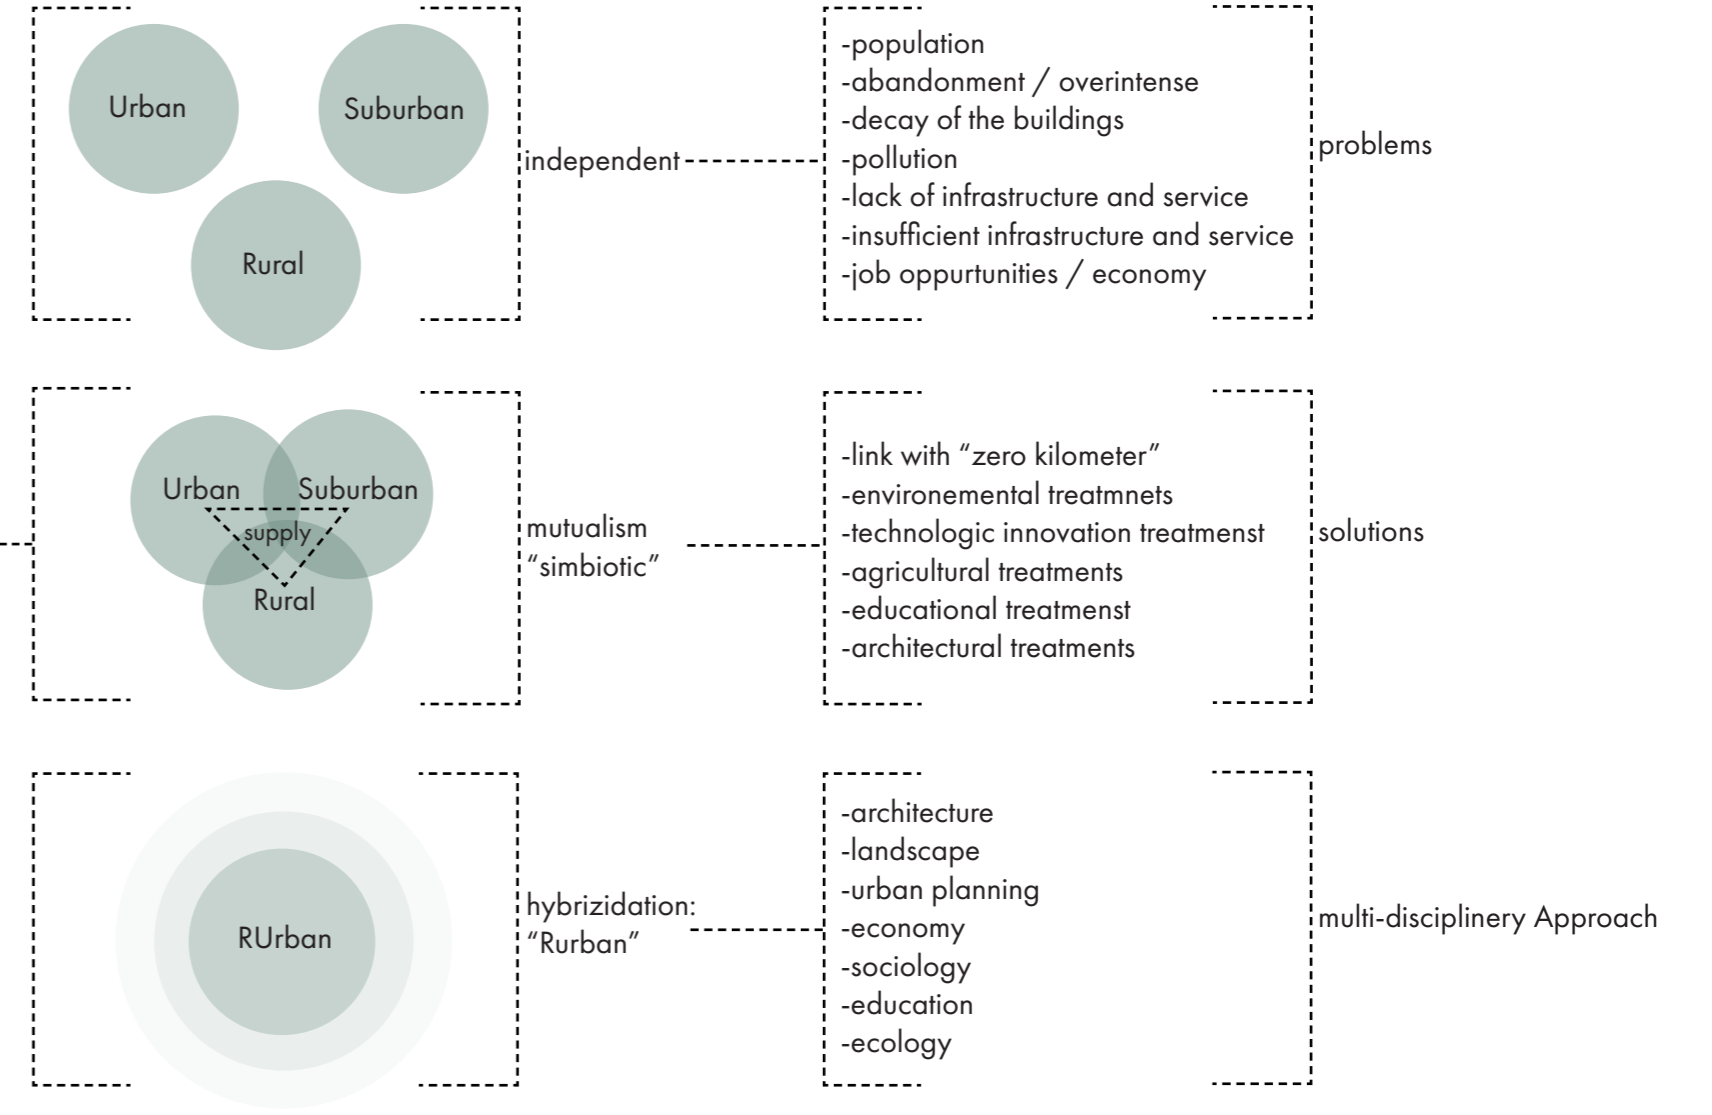 Urban
Suburban
Rural
independent
-population
-abandonment / overintense
-decay of the buildings
-pollution
-lack of infrastructure and service
-insufficient infrastructure and service
-job oppurtunities / economy
problems
Urban
Suburban
supply
Rural
mutualism
“simbiotic”
-link with “zero kilometer”
-environemental treatmnets
-technologic innovation treatmenst
-agricultural treatments
-educational treatmenst
-architectural treatments
solutions
RUrban
hybrizidation:
“Rurban”
-architecture
-landscape
-urban planning
-economy
-sociology
-education
-ecology
multi-disciplinery Approach